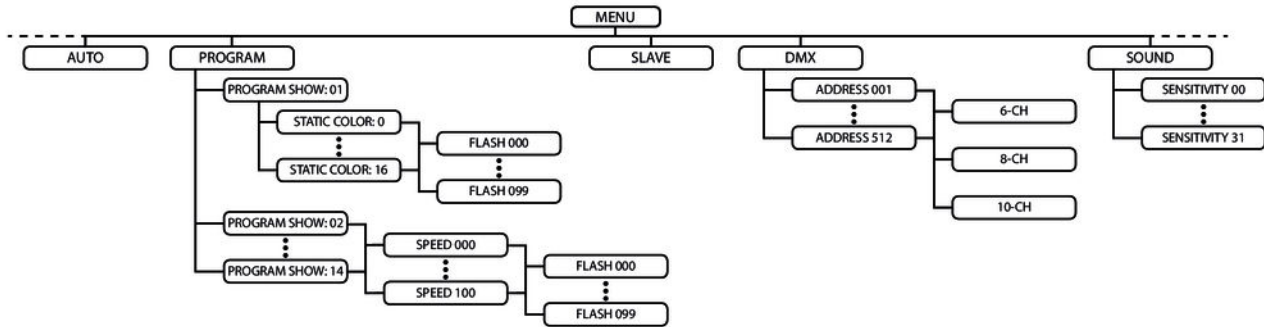 MENU
AUTO
PROGRAM
SLAVE
DMX
SOUND
PROGRAM SHOW: 01
STATIC COLOR: 0
STATIC COLOR: 16
FLASH 000
FLASH 099
PROGRAM SHOW: 02
PROGRAM SHOW: 14
SPEED 000
SPEED 100
FLASH 000
FLASH 099
ADDRESS 001
ADDRESS 512
6-CH
8-CH
10-CH
SENSITIVITY 00
SENSITIVITY 31